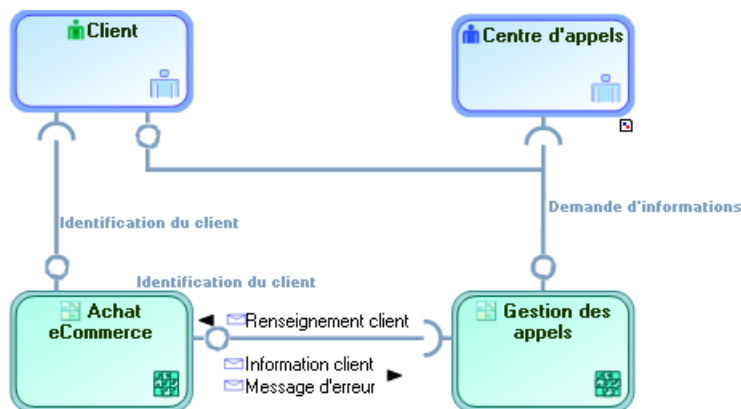 Client
Centre d'appels
Demande d'informations
Identification du client
Identification du client
Achat
eCommerce
Renseignement client
Information client
Message d'erreur
Gestion des
appels